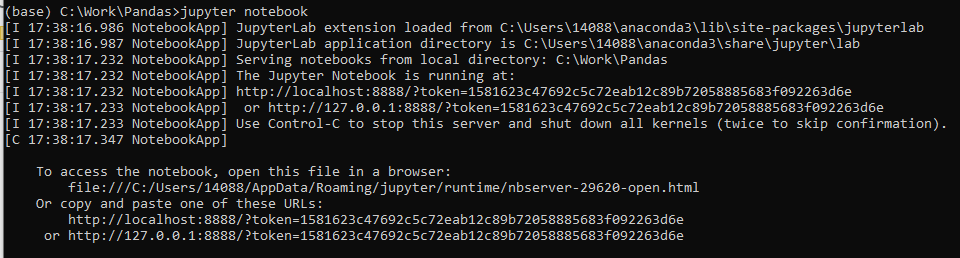 (base) C:\Work\Pandas>jupyter notebook
[I 17:38:16.986 NotebookApp] JupyterLab extension loaded from C:\Users\14088\anaconda3\lib\site-packages\jupyterlab
[I 17:38:16.987 NotebookApp] JupyterLab application directory is C:\Users\14088\anaconda3\share\jupyter\lab
[I 17:38:17.232 NotebookApp] Serving notebooks from local directory: C:\Work\Pandas
[I 17:38:17.232 NotebookApp] The Jupyter Notebook is running at:
[I 17:38:17.232 NotebookApp] http://localhost:8888/?token=1581623c47692c5c72eab12c89b72058885683f092263d6e
[I 17:38:17.233 NotebookApp]  or http://127.0.0.1:8888/?token=1581623c47692c5c72eab12c89b72058885683f092263d6e
[I 17:38:17.233 NotebookApp] Use Control-C to stop this server and shut down all kernels (twice to skip confirmation).
[C 17:38:17.347 NotebookApp]
To access the notebook, open this file in a browser:
file:///C:/Users/14088/AppData/Roaming/jupyter/runtime/nbserver-29620-open.html
Or copy and paste one of these URLs:
http://localhost:8888/?token=1581623c47692c5c72eab12c89b72058885683f092263d6e
or http://127.0.0.1:8888/?token=1581623c47692c5c72eab12c89b72058885683f092263d6e